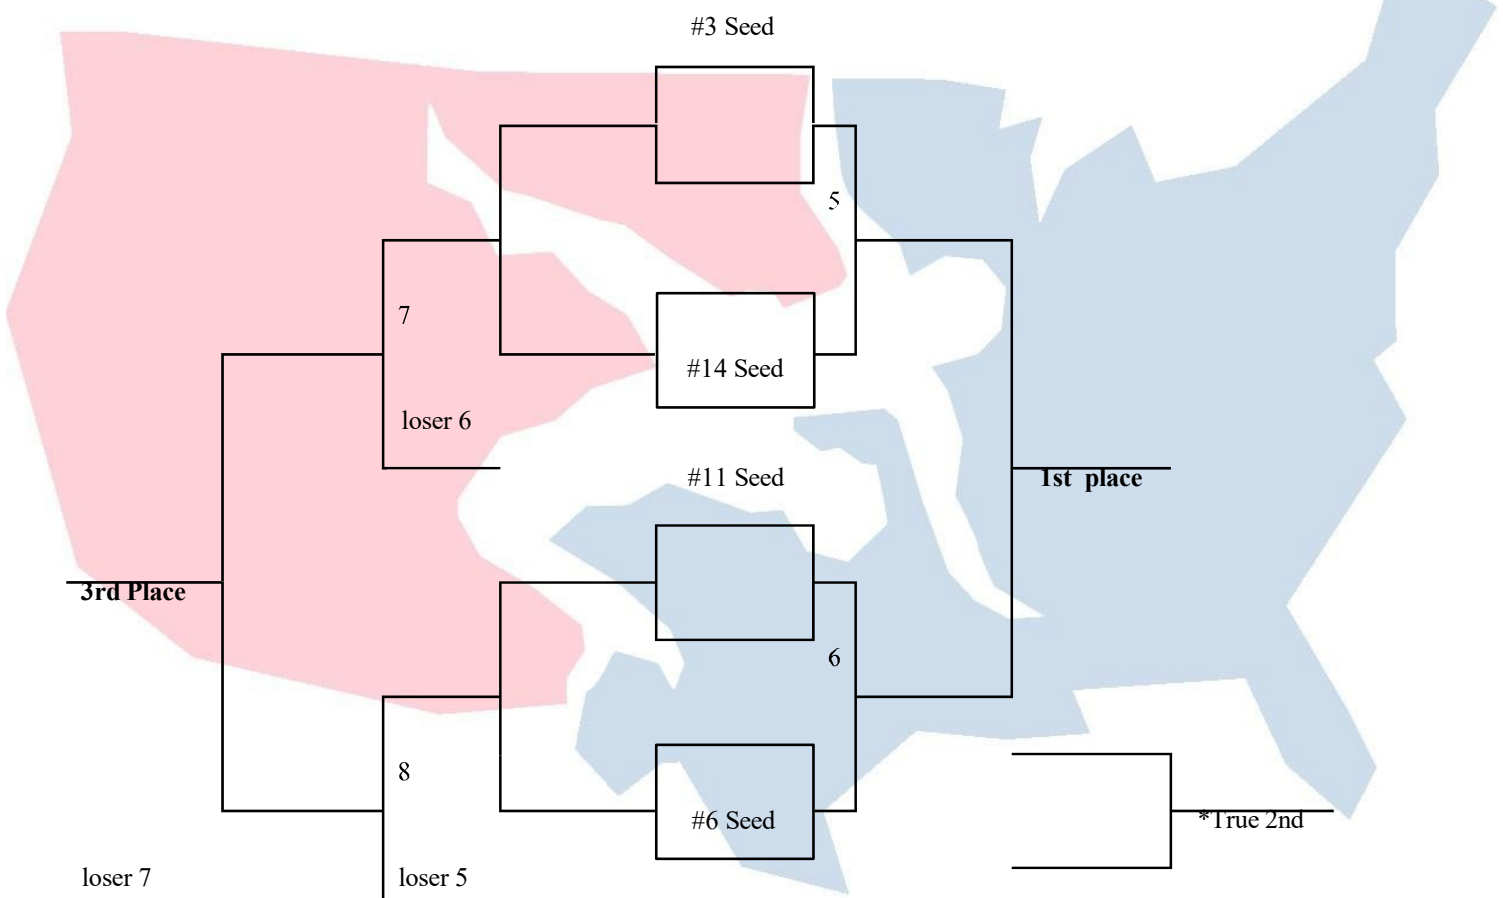 #3 Seed
5
7
#14 Seed
loser 6
#11 Seed
1st  place
3rd Place
6
8
#6 Seed
*True 2nd
loser 7
loser 5